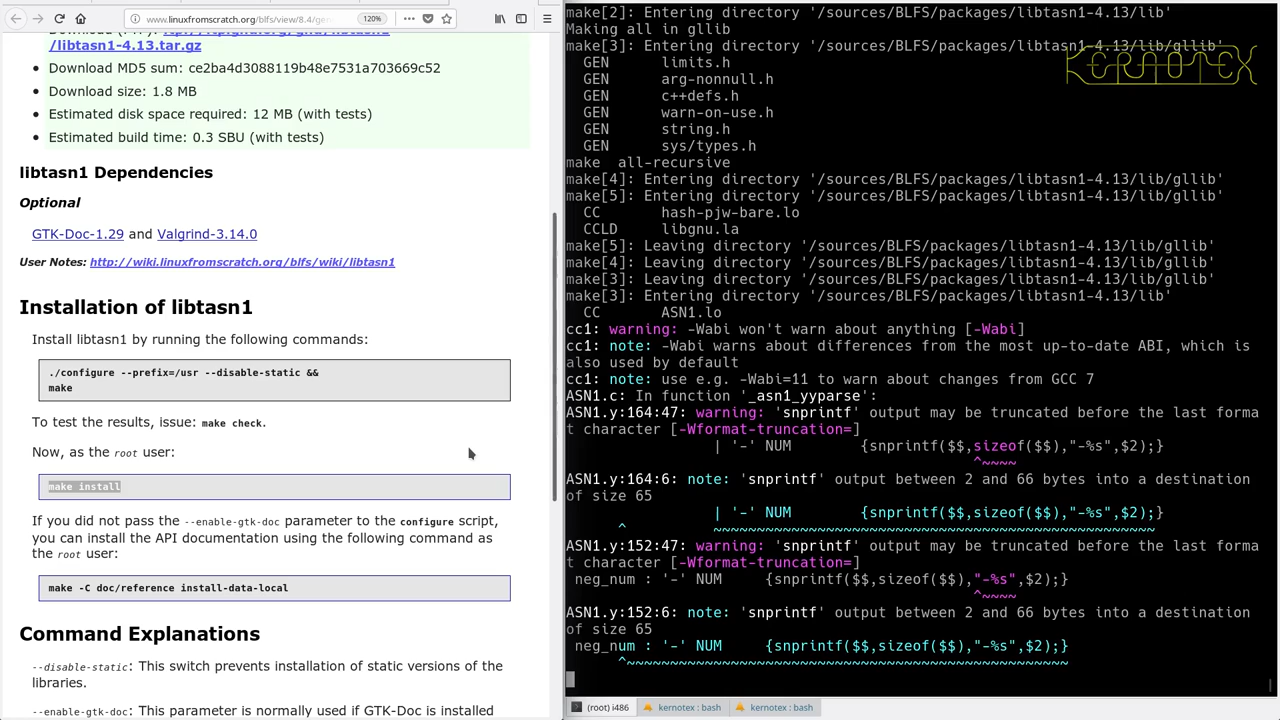 www.linuxfromscratch.org/blfs/view/8.4/gen
120%
/libtasn1-4.13.tar.gz
Download MD5 sum: ce2ba4d3088119b48e7531a703669c52
Download size: 1.8 MB
Estimated disk space required: 12 MB (with tests)
Estimated build time: 0.3 SBU (with tests)
libtasn1 Dependencies
Optional
GTK-Doc-1.29 and Valgrind-3.14.0
User Notes: http://wiki.linuxfromscratch.org/blfs/wiki/libtasn1
Installation of libtasn1
Install libtasn1 by running the following commands:
./configure --prefix=/usr --disable-static &&
make
To test the results, issue: make check.
Now, as the root user:
make install
If you did not pass the --enable-gtk-doc parameter to the configure script,
you can install the API documentation using the following command as
the root user:
make -C doc/reference install-data-local
Command Explanations
--disable-static: This switch prevents installation of static versions of the
libraries.
--enable-gtk-doc: This parameter is normally used if GTK-Doc is installed
make[2]: Entering directory '/sources/BLFS/packages/libtasn1-4.13/lib'
Making all in gllib
make[3]: Entering directory '/sources/BLFS/packages/libtasn1-4.13/lib/gllib'
GEN limits.h
GEN arg-nonnull.h
GEN c++defs.h
GEN warn-on-use.h
GEN string.h
GEN sys/types.h
make  all-recursive
make[4]: Entering directory '/sources/BLFS/packages/libtasn1-4.13/lib/gllib'
make[5]: Entering directory '/sources/BLFS/packages/libtasn1-4.13/lib/gllib'
CC hash-pjw-bare.lo
CCLD libgnu.la
make[5]: Leaving directory '/sources/BLFS/packages/libtasn1-4.13/lib/gllib'
make[4]: Leaving directory '/sources/BLFS/packages/libtasn1-4.13/lib/gllib'
make[3]: Leaving directory '/sources/BLFS/packages/libtasn1-4.13/lib/gllib'
make[3]: Entering directory '/sources/BLFS/packages/libtasn1-4.13/lib'
CC ASN1.lo
cc1: warning: -Wabi won't warn about anything [-Wabi]
cc1: note: -Wabi warns about differences from the most up-to-date ABI, which is
also used by default
cc1: note: use e.g. -Wabi=11 to warn about changes from GCC 7
ASN1.c: In function '_asn1_yyparse':
ASN1.y:164:47: warning: 'snprintf' output may be truncated before the last forma
t character [-Wformat-truncation=]
| '-' NUM {snprintf($$,sizeof($$),"-%s",$2);}
^~~~~
ASN1.y:164:6: note: 'snprintf' output between 2 and 66 bytes into a destination
of size 65
| '-' NUM {snprintf($$,sizeof($$),"-%s",$2);}
^ ~~~~~~~~~~~~~~~~~~~~~~~~~~~~~~~~~~~~~~~~~~~~~~~~~~~~~~~~~
ASN1.y:152:47: warning: 'snprintf' output may be truncated before the last forma
t character [-Wformat-truncation=]
neg_num : '-' NUM {snprintf($$,sizeof($$),"-%s",$2);}
^~~~~
ASN1.y:152:6: note: 'snprintf' output between 2 and 66 bytes into a destination
of size 65
neg_num : '-' NUM {snprintf($$,sizeof($$),"-%s",$2);}
^~~~~~~~~~~~~~~~~~~~~~~~~~~~~~~~~~~~~~~~~~~~~~~~~~~~~~~~~
KERNOTEX
(root) i486
kernotex : bash
kernotex : bash